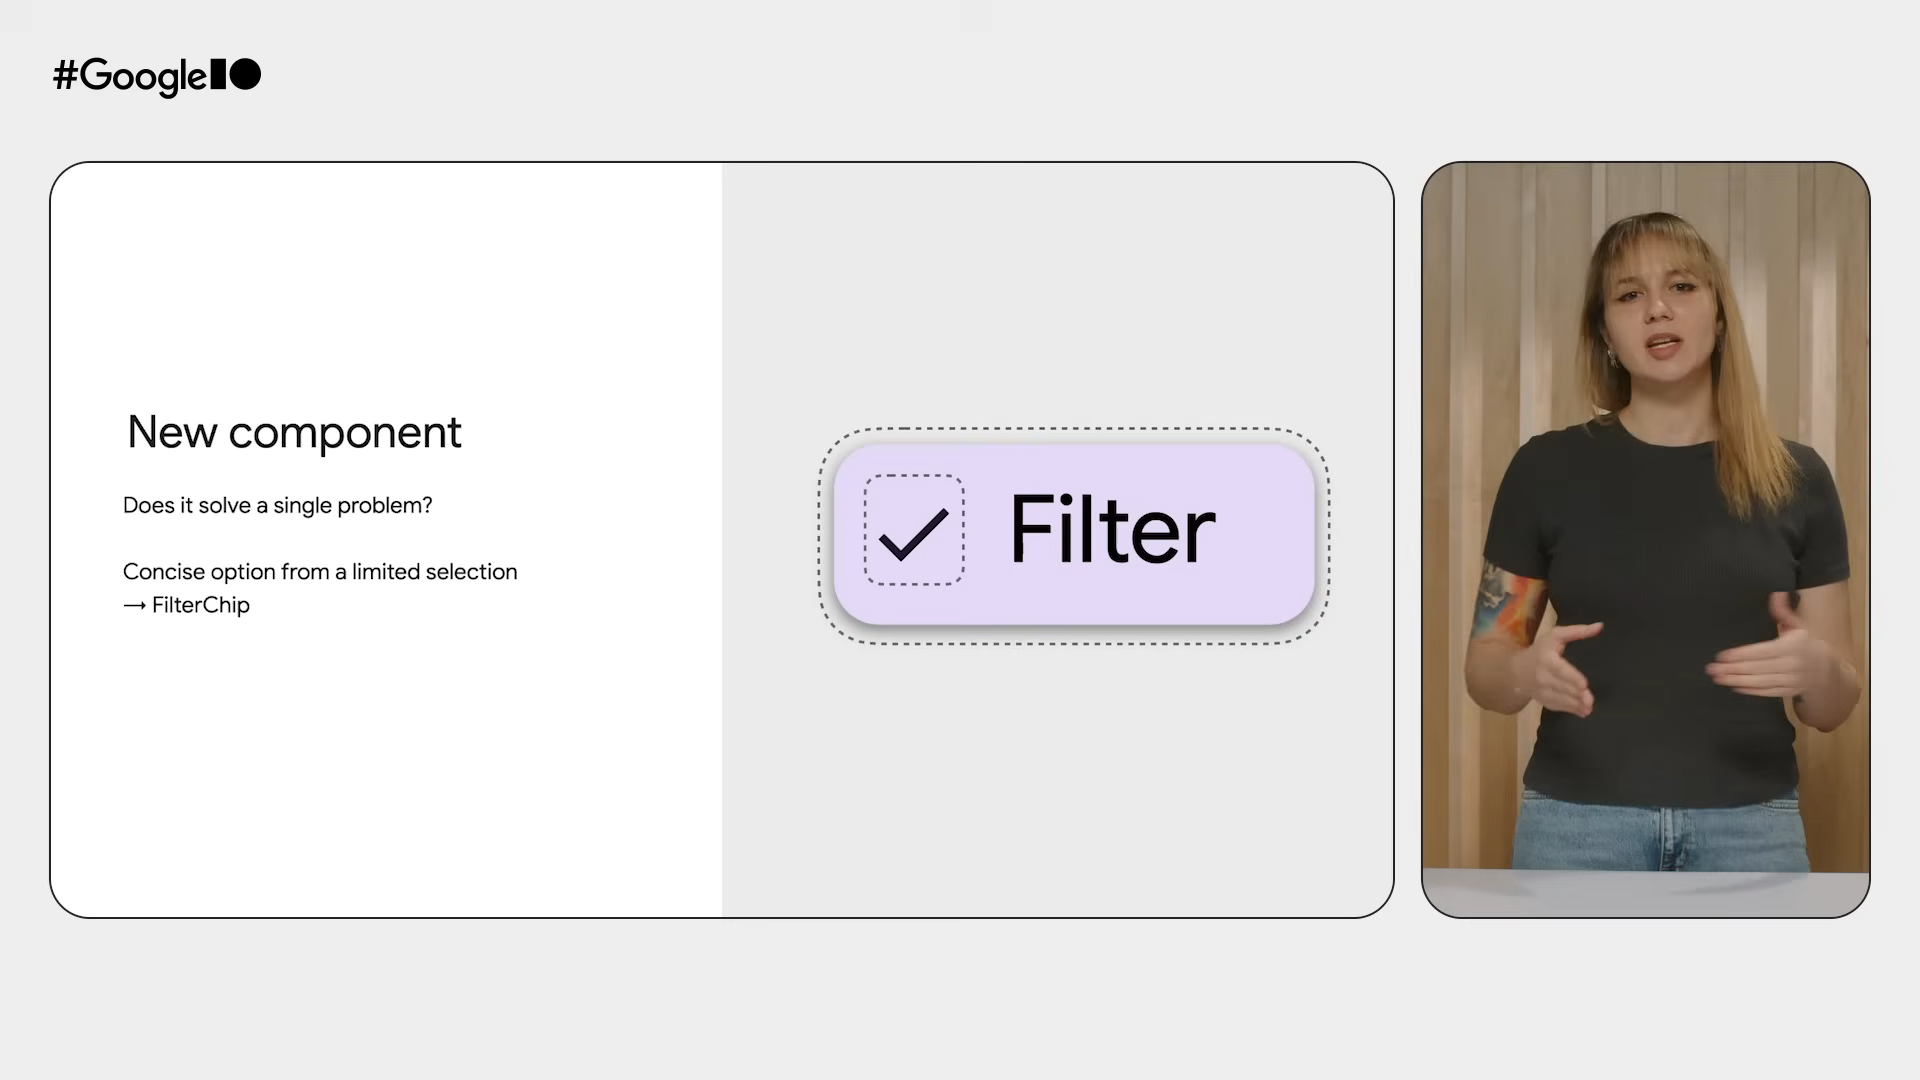 #GoogleIO
New component
Does it solve a single problem?
Concise option from a limited selection
→ FilterChip
Filter